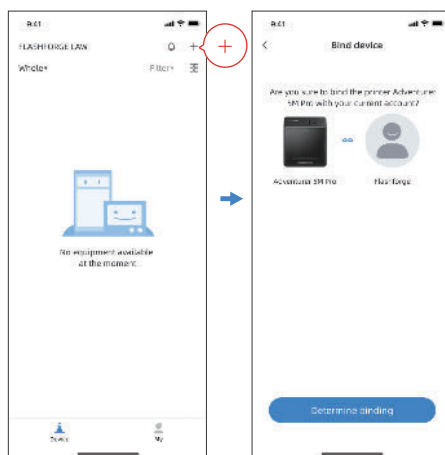 9:41
FLASHFORGE LAW
Whole
Filter
No equipment available
at the moment
Device
My
9:41
Bind device
Are you sure to bind the printer Adventurer
5M Pro with your current account?
Adventurer 5M Pro
Flashforge
Determine binding